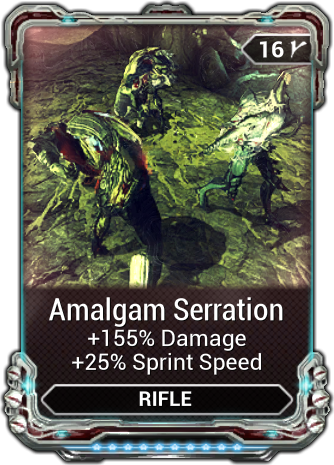 16
Amalgam Serration
+155% Damage
+25% Sprint Speed
RIFLE